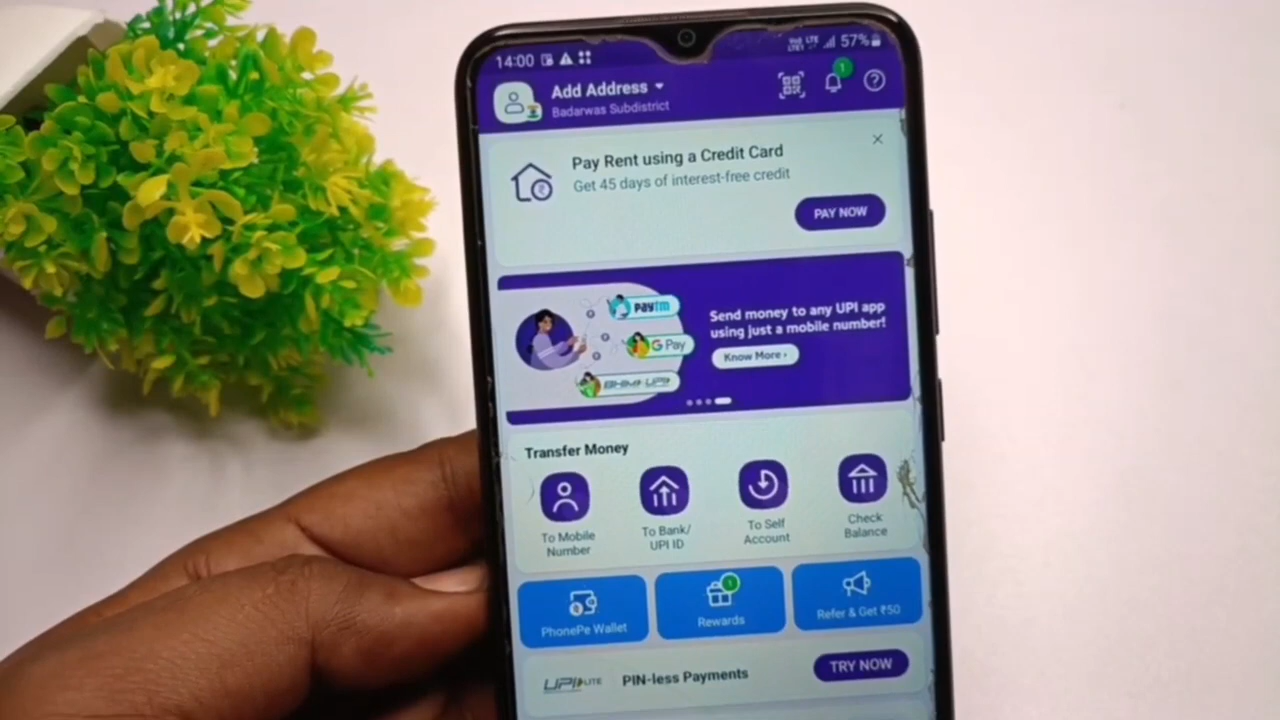 14:00
57%
Add Address
Badarwas Subdistrict
1
Pay Rent using a Credit Card
Get 45 days of interest-free credit
PAY NOW
paytm
G Pay
BHIM UPI
Send money to any UPI app
using just a mobile number!
Know More ›
Transfer Money
To Mobile
Number
To Bank/
UPI ID
To Self
Account
Check
Balance
PhonePe Wallet
1
Rewards
Refer & Get ₹50
UPI LITE
PIN-less Payments
TRY NOW